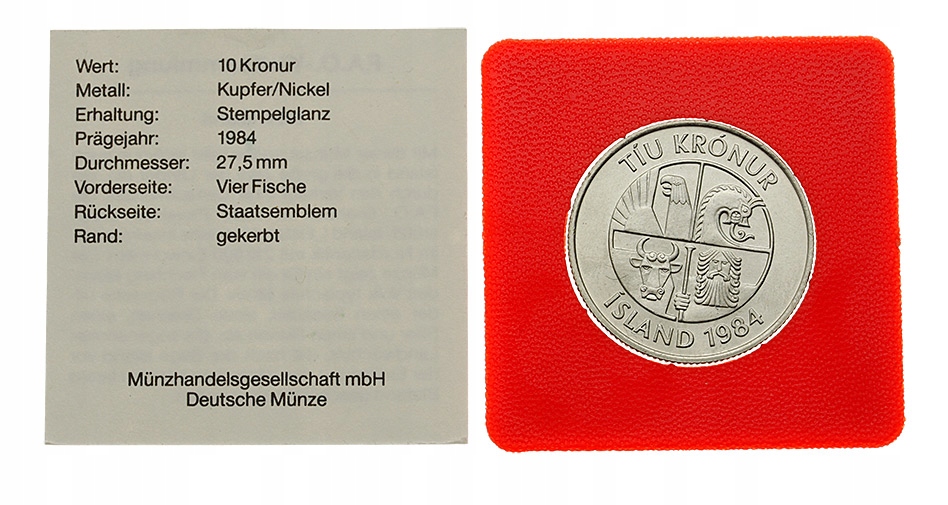 Wert: 10 Kronur
Metall: Kupfer/Nickel
Erhaltung: Stempelglanz
Prägejahr: 1984
Durchmesser: 27,5 mm
Vorderseite: Vier Fische
Rückseite: Staatsemblem
Rand: gekerbt
Münzhandelsgesellschaft mbH
Deutsche Münze
TÍU KRÓNUR
ÍSLAND 1984